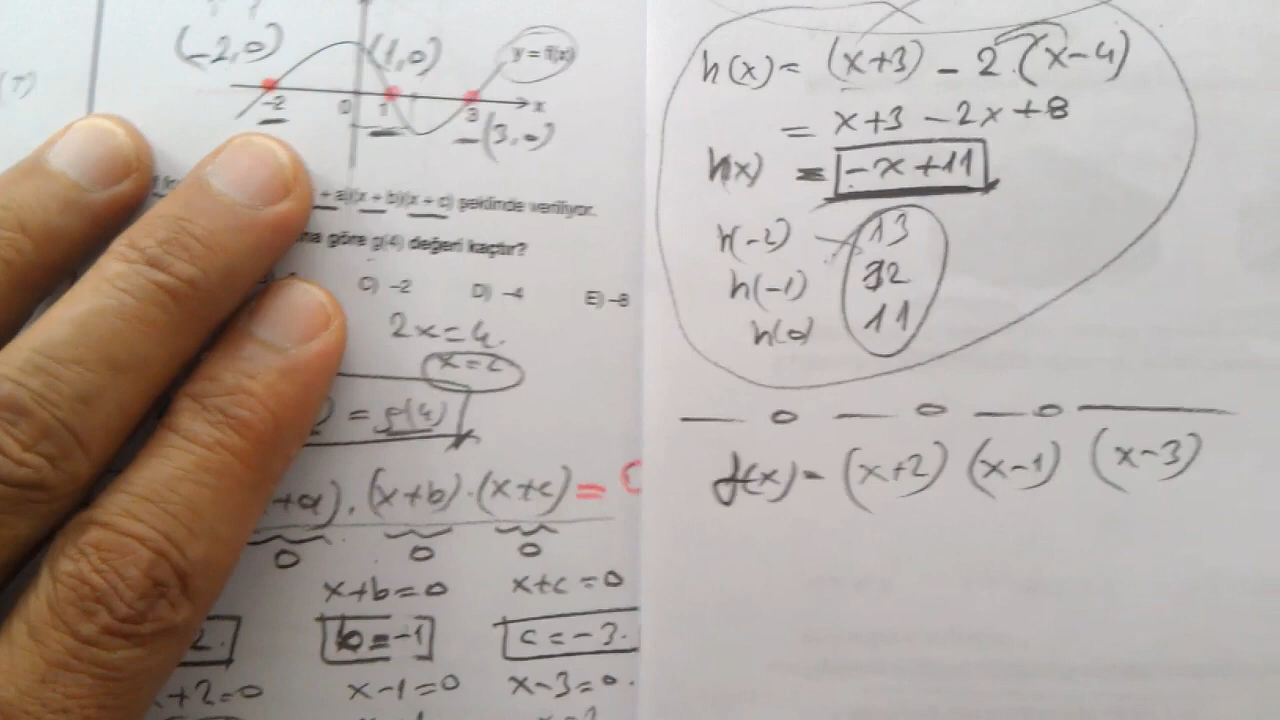 (-2,0) (1,0) y = f(x)
-2 0 1 3 x
(3,0)
+ a)(x + b)(x + c) şeklinde veriliyor.
göre g(4) değeri kaçtır?
C) -2 D) -4 E) -8
2x=4
x=2
= g(4)
+a).(x+b).(x+c)=0
0 0 0
x+b=0 x+c=0
2. b=-1 c=-3.
x+2=0 x-1=0 x-3=0.
h(x)= (x+3) - 2.(x-4)
= x+3 -2x+8
h(x) = -x+11
h(-2) 13
h(-1) 12
h(0) 11
f(x)= (x+2) (x-1) (x-3)